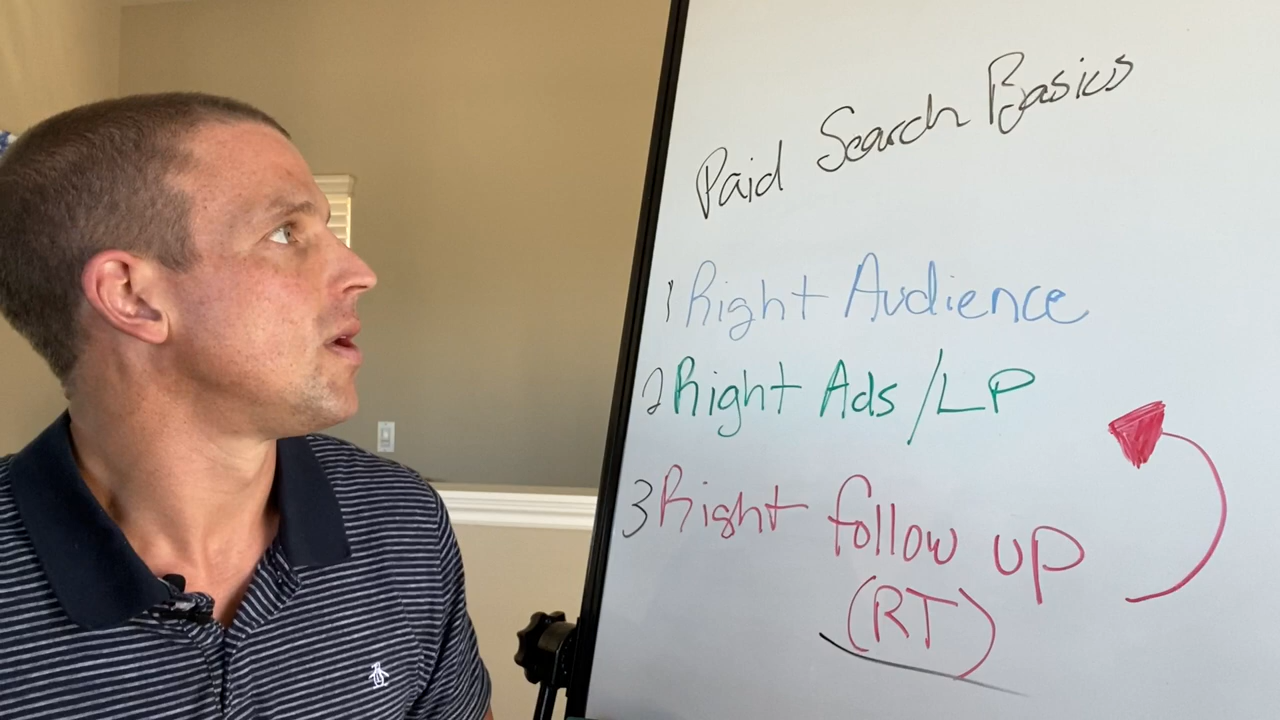 Paid Search Basics
1 Right Audience
2 Right Ads/LP
3 Right follow up
(RT)